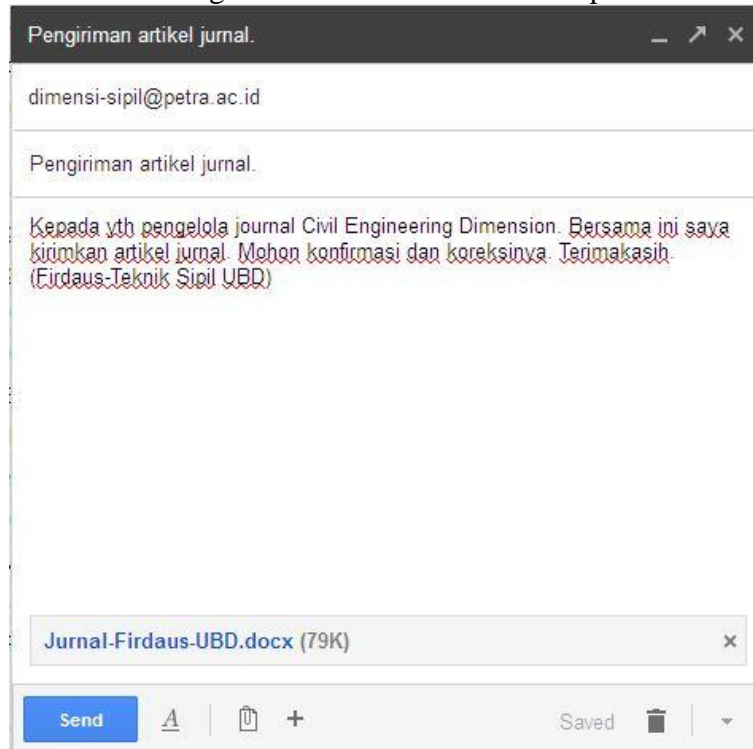 Pengiriman artikel jurnal.
dimensi-sipil@petra.ac.id
Pengiriman artikel jurnal.
Kepada yth pengelola journal Civil Engineering Dimension. Bersama ini saya
kirimkan artikel jurnal. Mohon konfirmasi dan koreksinya. Terimakasih.
(Firdaus-Teknik Sipil UBD)
Jurnal-Firdaus-UBD.docx (79K)
Send A Saved